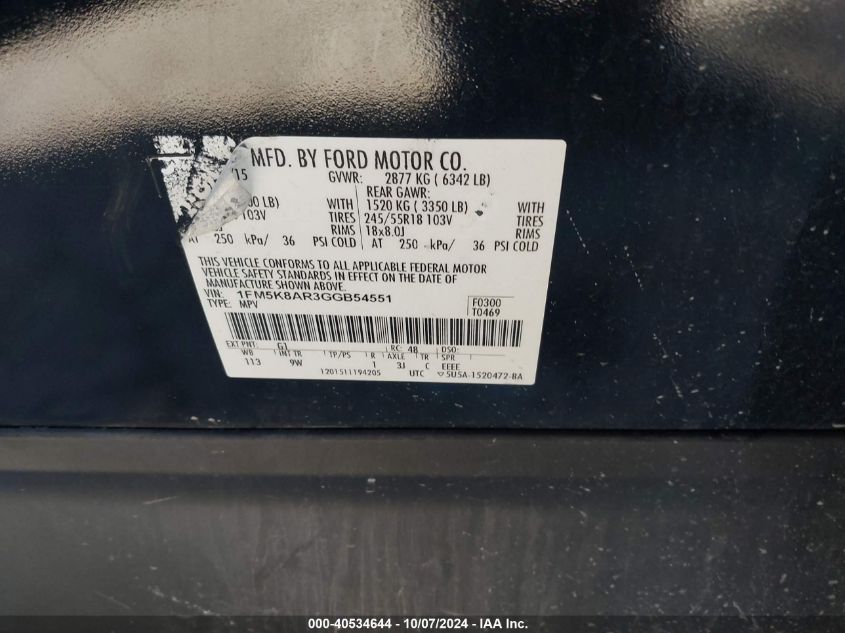 MFD. BY FORD MOTOR CO.
/15 GVWR: 2877 KG ( 6342 LB)
REAR GAWR:
00 LB) WITH 1520 KG ( 3350 LB) WITH
103V TIRES 245/55R18 103V TIRES
J RIMS 18x8.0J RIMS
AT 250 kPa/ 36 PSI COLD AT 250 kPa/ 36 PSI COLD
THIS VEHICLE CONFORMS TO ALL APPLICABLE FEDERAL MOTOR
VEHICLE SAFETY STANDARDS IN EFFECT ON THE DATE OF
MANUFACTURE SHOWN ABOVE.
VIN: 1FM5K8AR3GGB54551 F0300
TYPE: MPV T0469
EXT PNT: G1 RC: 48 DSO:
WB INT TR TP/PS R AXLE TR SPR
113 9W 1 3J C EEEE
1201511194205 UTC ▽5U5A-1520472-BA
000-40534644 - 10/07/2024 - IAAI.COM, INC.